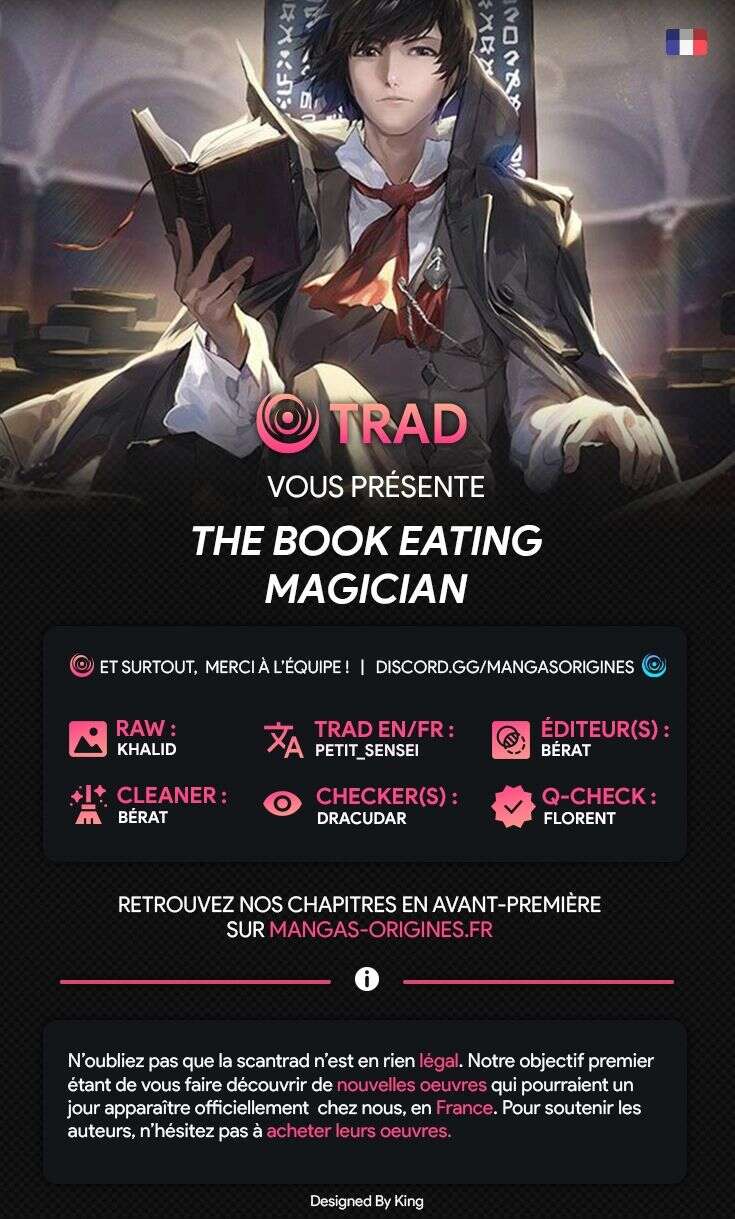 TRAD
VOUS PRÉSENTE
THE BOOK EATING
MAGICIAN
ET SURTOUT, MERCI À L'ÉQUIPE ! | DISCORD.GG/MANGASORIGINES
RAW :
KHALID
TRAD EN/FR :
PETIT_SENSEI
ÉDITEUR(S) :
BÉRAT
CLEANER :
BÉRAT
CHECKER(S) :
DRACUDAR
Q-CHECK :
FLORENT
RETROUVEZ NOS CHAPITRES EN AVANT-PREMIÈRE
SUR MANGAS-ORIGINES.FR
N'oubliez pas que la scantrad n'est en rien légal. Notre objectif premier
étant de vous faire découvrir de nouvelles oeuvres qui pourraient un
jour apparaître officiellement chez nous, en France. Pour soutenir les
auteurs, n'hésitez pas à acheter leurs oeuvres.
Designed By King